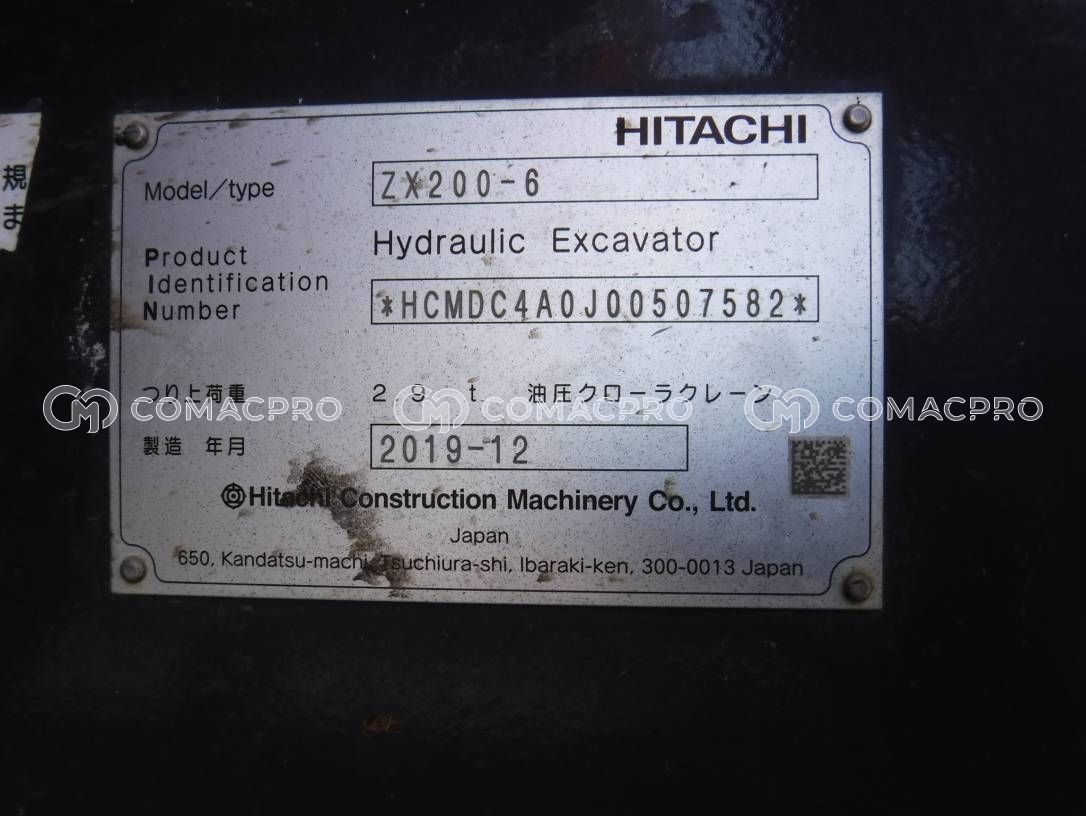 規
ま
HITACHI
Model/type ZX200-6
Hydraulic Excavator
Product
Identification
Number *HCMDC4A0J00507582*
つり上荷重 2 9 t 油圧クローラクレーン
COMACPRO COMACPRO COMACPRO
製造 年月 2019-12
Hitachi Construction Machinery Co., Ltd.
Japan
650, Kandatsu-machi, Tsuchiura-shi, Ibaraki-ken, 300-0013 Japan